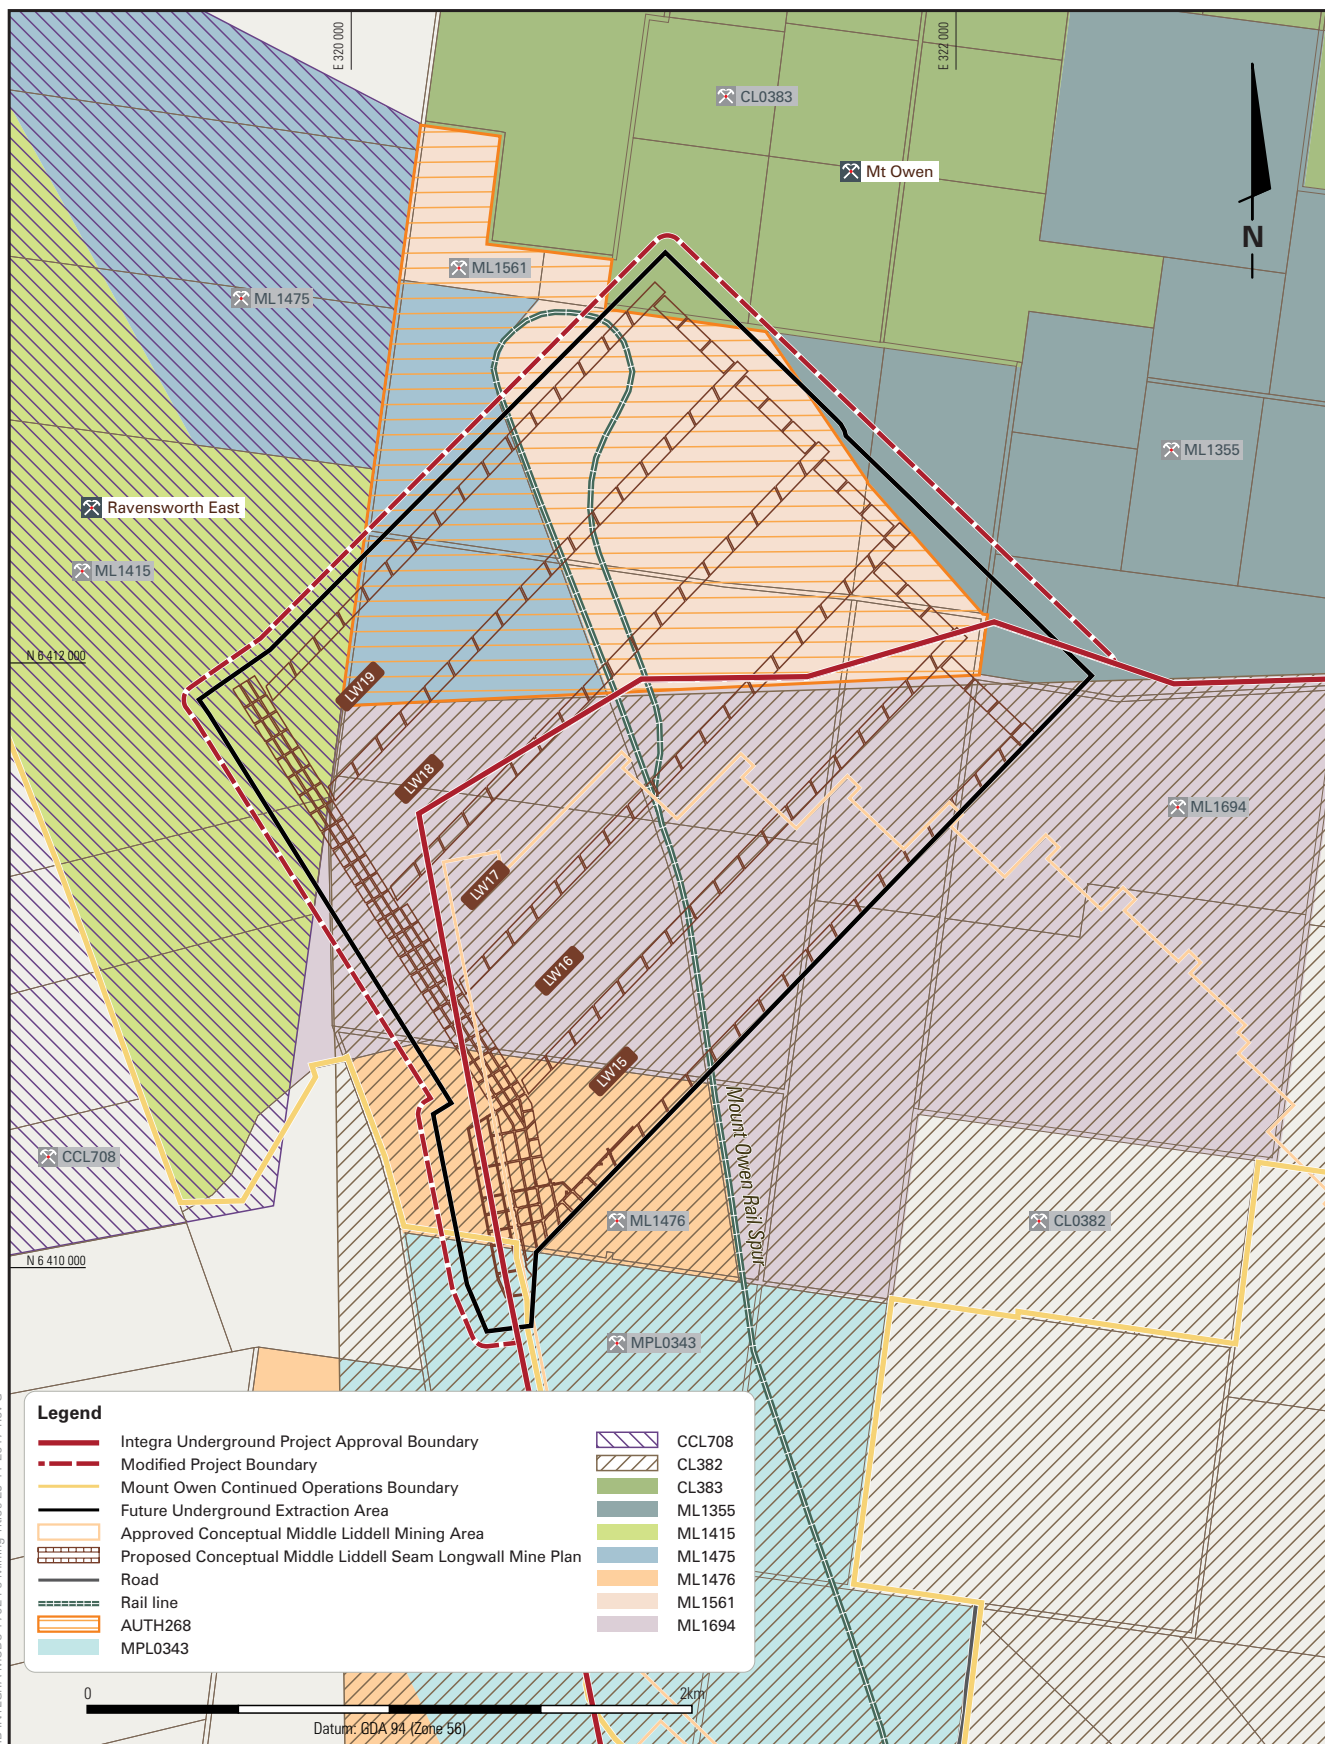 E 320 000
E 322 000
CL0383
Mt Owen
N
ML1561
ML1475
ML1355
Ravensworth East
ML1415
N 6 412 000
LW19
LW18
ML1694
LW17
LW16
LW15
Mount Owen Rail Spur
CCL708
ML1476
CL0382
N 6 410 000
MPL0343
Legend
Integra Underground Project Approval Boundary
Modified Project Boundary
Mount Owen Continued Operations Boundary
Future Underground Extraction Area
Approved Conceptual Middle Liddell Mining Area
Proposed Conceptual Middle Liddell Seam Longwall Mine Plan
Road
Rail line
AUTH268
MPL0343
CCL708
CL382
CL383
ML1355
ML1415
ML1475
ML1476
ML1561
ML1694
0
2km
Datum: GDA 94 (Zone 56)